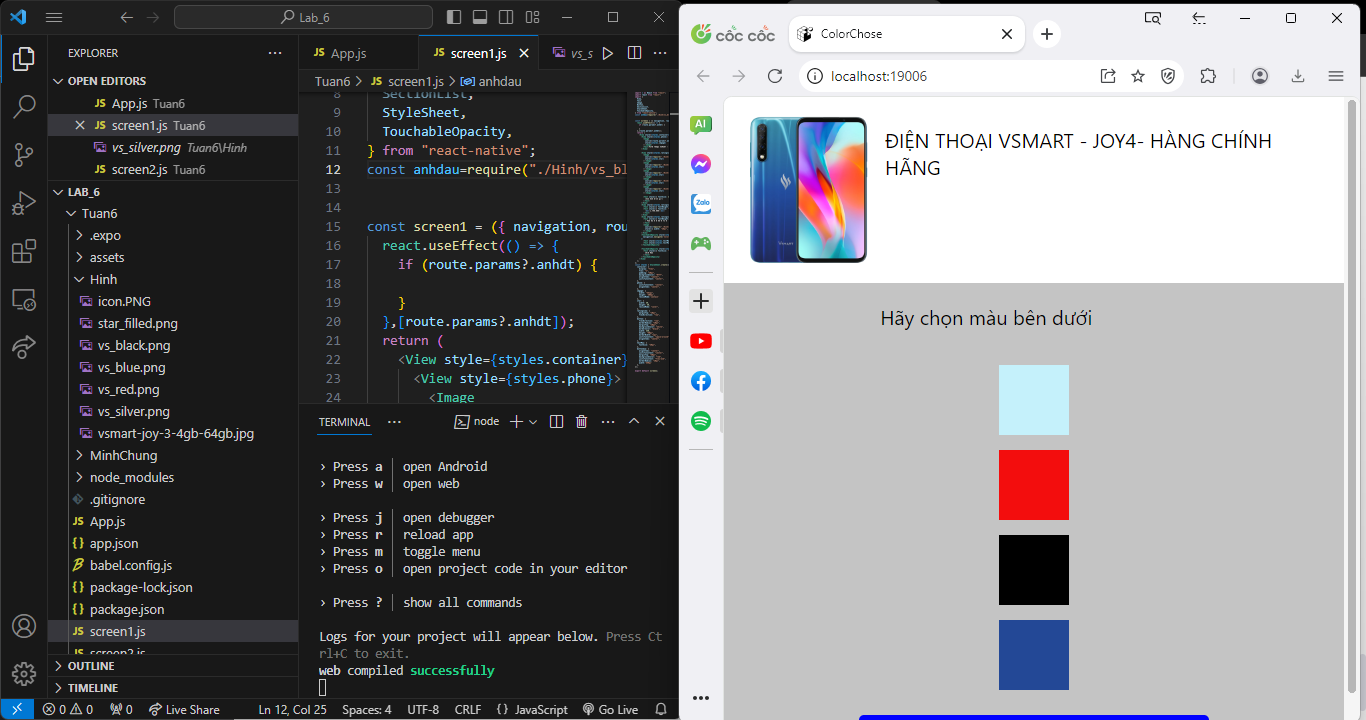 Lab_6
EXPLORER
OPEN EDITORS
JS App.js Tuan6
JS screen1.js Tuan6
vs_silver.png Tuan6\Hinh
JS screen2.js Tuan6
LAB_6
Tuan6
.expo
assets
Hinh
icon.PNG
star_filled.png
vs_black.png
vs_blue.png
vs_red.png
vs_silver.png
vsmart-joy-3-4gb-64gb.jpg
MinhChung
node_modules
.gitignore
JS App.js
{} app.json
babel.config.js
{} package-lock.json
{} package.json
JS screen1.js
JS screen2.js
OUTLINE
TIMELINE
JS App.js
JS screen1.js
vs_s
Tuan6 > JS screen1.js > anhdau
8 SectionList,
9 StyleSheet,
10 TouchableOpacity,
11 } from "react-native";
12 const anhdau=require("./Hinh/vs_bl
13
14
15 const screen1 = ({ navigation, rou
16 react.useEffect(() => {
17 if (route.params?.anhdt) {
18
19 }
20 },[route.params?.anhdt]);
21 return (
22 <View style={styles.container}
23 <View style={styles.phone}>
24 <Image
TERMINAL
node
› Press a │ open Android
› Press w │ open web
› Press j │ open debugger
› Press r │ reload app
› Press m │ toggle menu
› Press o │ open project code in your editor
› Press ? │ show all commands
Logs for your project will appear below. Press Ct
rl+C to exit.
web compiled successfully
0 0 0 Live Share Ln 12, Col 25 Spaces: 4 UTF-8 CRLF {} JavaScript Go Live
cốc cốc
ColorChose
localhost:19006
AI
Zalo
ĐIỆN THOẠI VSMART - JOY4- HÀNG CHÍNH
HÃNG
Hãy chọn màu bên dưới